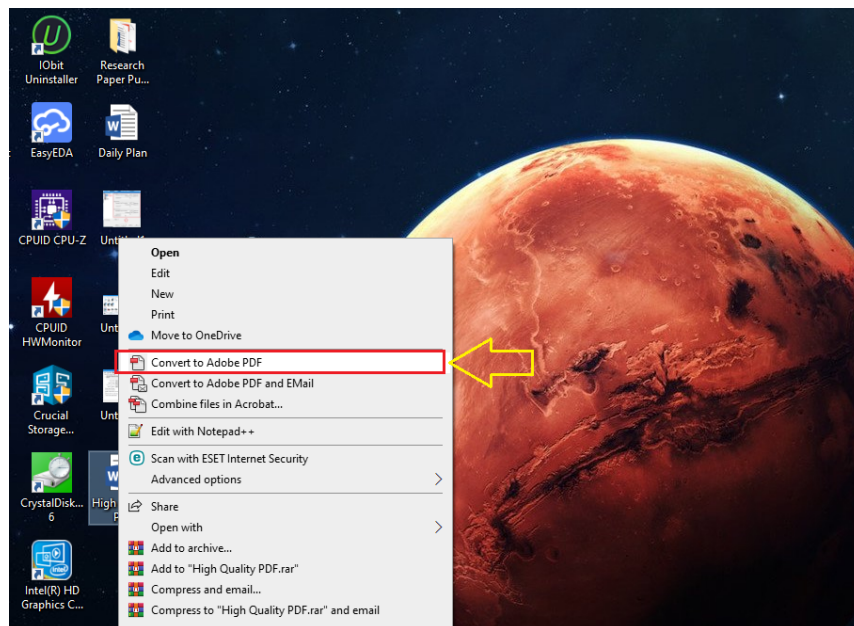 IObit
Uninstaller
Research
Paper Pu...
EasyEDA
Daily Plan
CPUID CPU-Z
CPUID
HWMonitor
Crucial
Storage...
CrystalDisk...
6
High
Intel(R) HD
Graphics C...
Open
Edit
New
Print
Move to OneDrive
Convert to Adobe PDF
Convert to Adobe PDF and EMail
Combine files in Acrobat...
Edit with Notepad++
Scan with ESET Internet Security
Advanced options
Share
Open with
Add to archive...
Add to "High Quality PDF.rar"
Compress and email...
Compress to "High Quality PDF.rar" and email